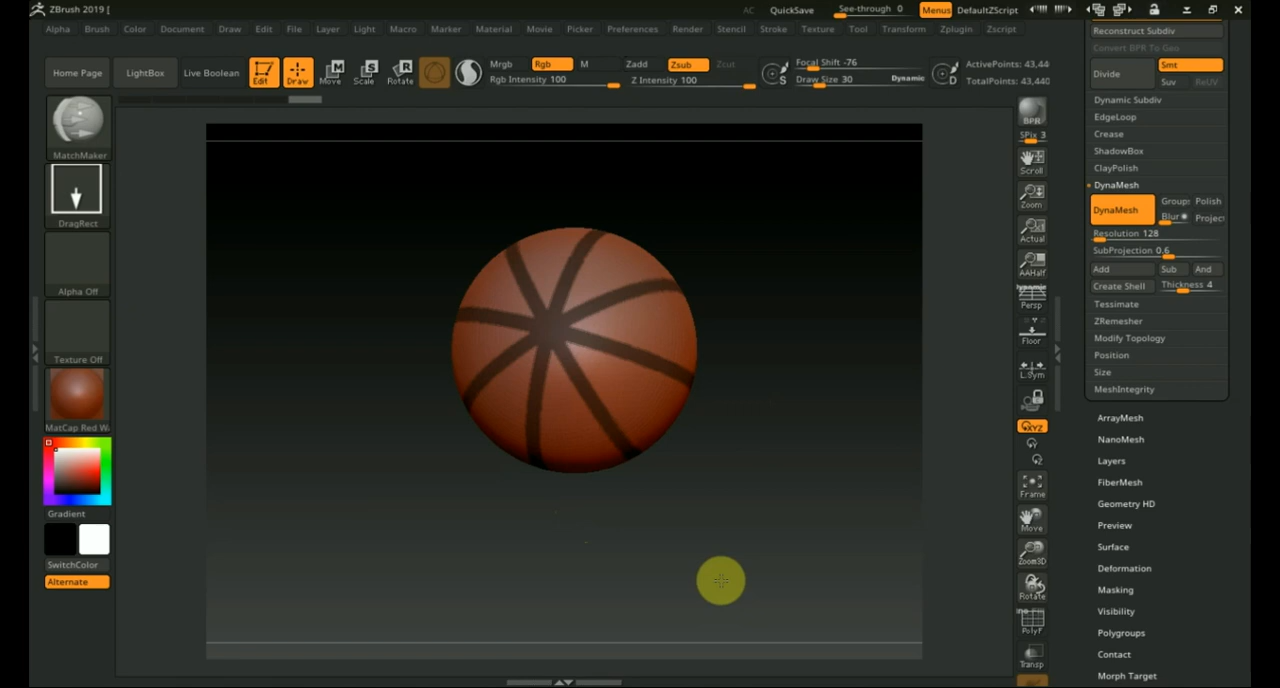 ZBrush 2019 [
AC QuickSave See-through 0 Menus DefaultZScript
Alpha Brush Color Document Draw Edit File Layer Light Macro Marker Material Movie Picker Preferences Render Stencil Stroke Texture Tool Transform Zplugin Zscript
Home Page LightBox Live Boolean Edit Draw Move Scale Rotate
Mrgb Rgb M Zadd Zsub Zcut
Rgb Intensity 100 Z Intensity 100
Focal Shift -76
Draw Size 30 Dynamic
S D
ActivePoints: 43,44
TotalPoints: 43,440
MatchMaker
DragRect
Alpha Off
Texture Off
MatCap Red Wa
Gradient
SwitchColor
Alternate
BPR
SPix 3
Scroll
Zoom
Actual
AAHalf
Dynamic
Persp
Floor
L.Sym
XYZ
Frame
Move
Zoom3D
Rotate
PolyF
Transp
Reconstruct Subdiv
Convert BPR To Geo
Divide Smt
Suv ReUV
Dynamic Subdiv
EdgeLoop
Crease
ShadowBox
ClayPolish
DynaMesh
DynaMesh Groups Polish
Blur Project
Resolution 128
SubProjection 0.6
Add Sub And
Create Shell Thickness 4
Tessimate
ZRemesher
Modify Topology
Position
Size
MeshIntegrity
ArrayMesh
NanoMesh
Layers
FiberMesh
Geometry HD
Preview
Surface
Deformation
Masking
Visibility
Polygroups
Contact
Morph Target